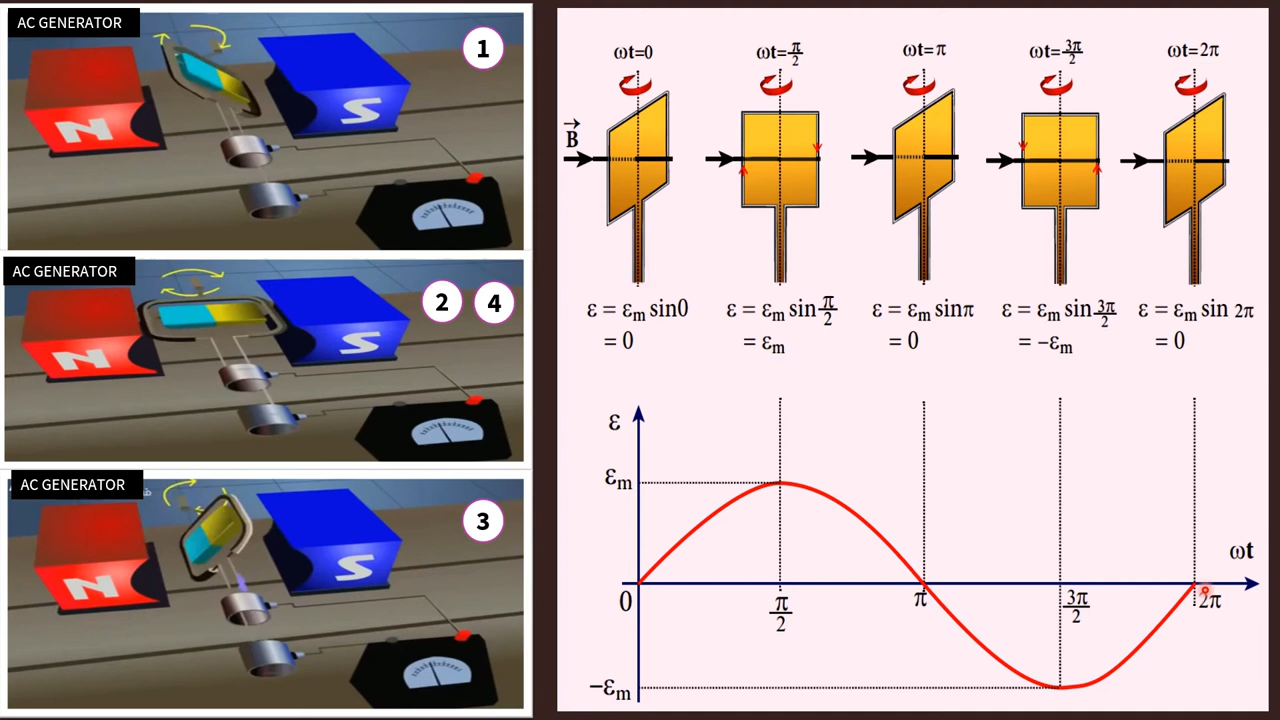 AC GENERATOR
1
N
S
AC GENERATOR
2 4
N
S
AC GENERATOR
3
N
S
ωt=0
ωt=π/2
ωt=π
ωt=3π/2
ωt=2π
B⃗
ε = εm sin0
= 0
ε = εm sin π/2
= εm
ε = εm sinπ
= 0
ε = εm sin 3π/2
= −εm
ε = εm sin 2π
= 0
ε
εm
ωt
0
π/2
π
3π/2
2π
−εm